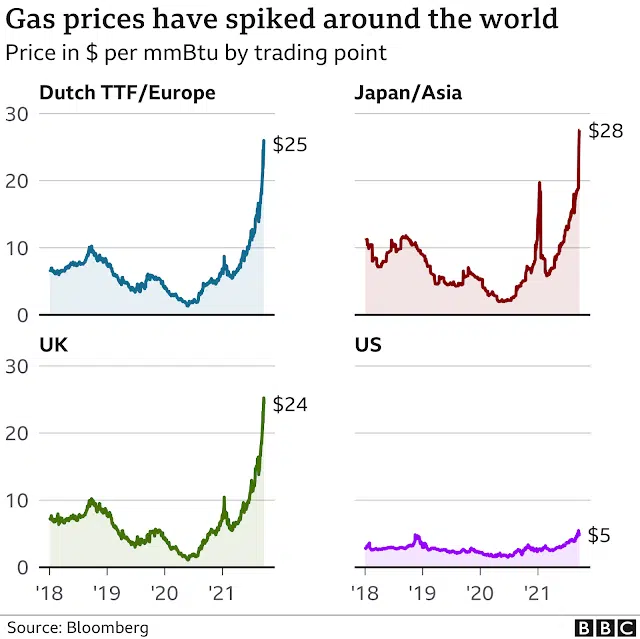 Gas prices have spiked around the world
Price in $ per mmBtu by trading point
Dutch TTF/Europe
30
20
10
0
$25
Japan/Asia
$28
UK
30
20
10
0
$24
'18
'19
'20
'21
US
$5
'18
'19
'20
'21
Source: Bloomberg
BBC